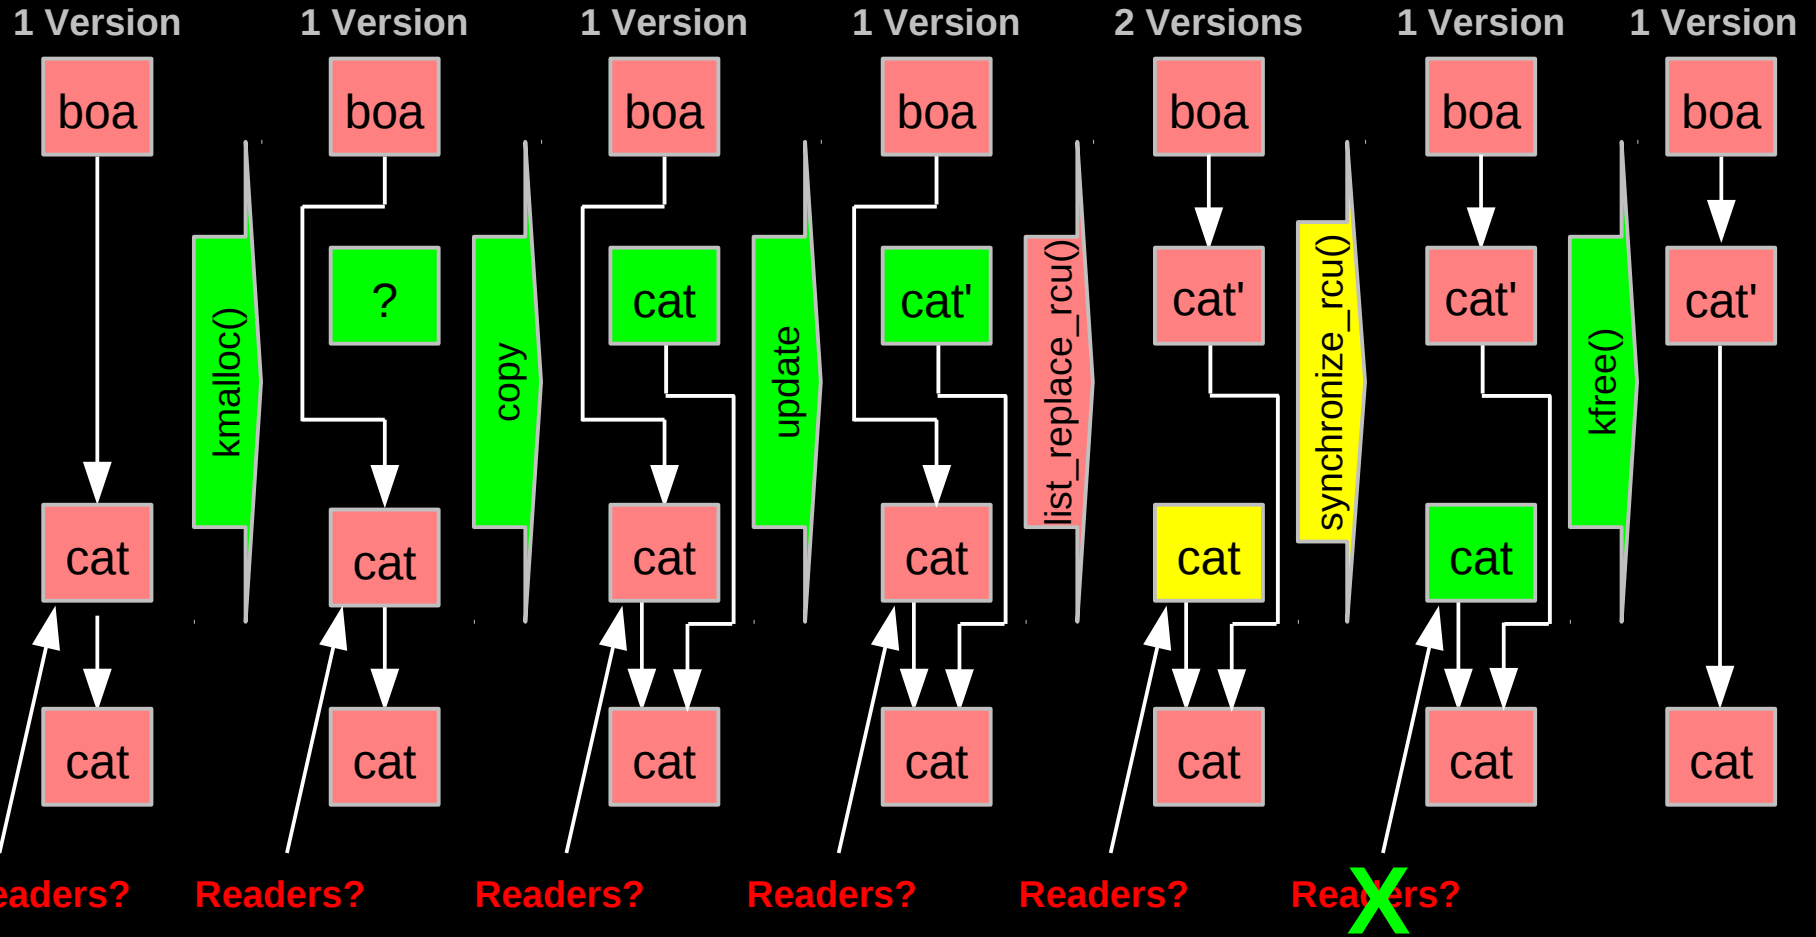 1 Version
1 Version
1 Version
1 Version
2 Versions
1 Version
1 Version
boa
boa
boa
boa
boa
boa
boa
?
cat
cat'
cat'
cat'
cat'
kmalloc()
copy
update
list_replace_rcu()
synchronize_rcu()
kfree()
cat
cat
cat
cat
cat
cat
cat
cat
cat
cat
cat
cat
cat
eaders?
Readers?
Readers?
Readers?
Readers?
Readers?
X